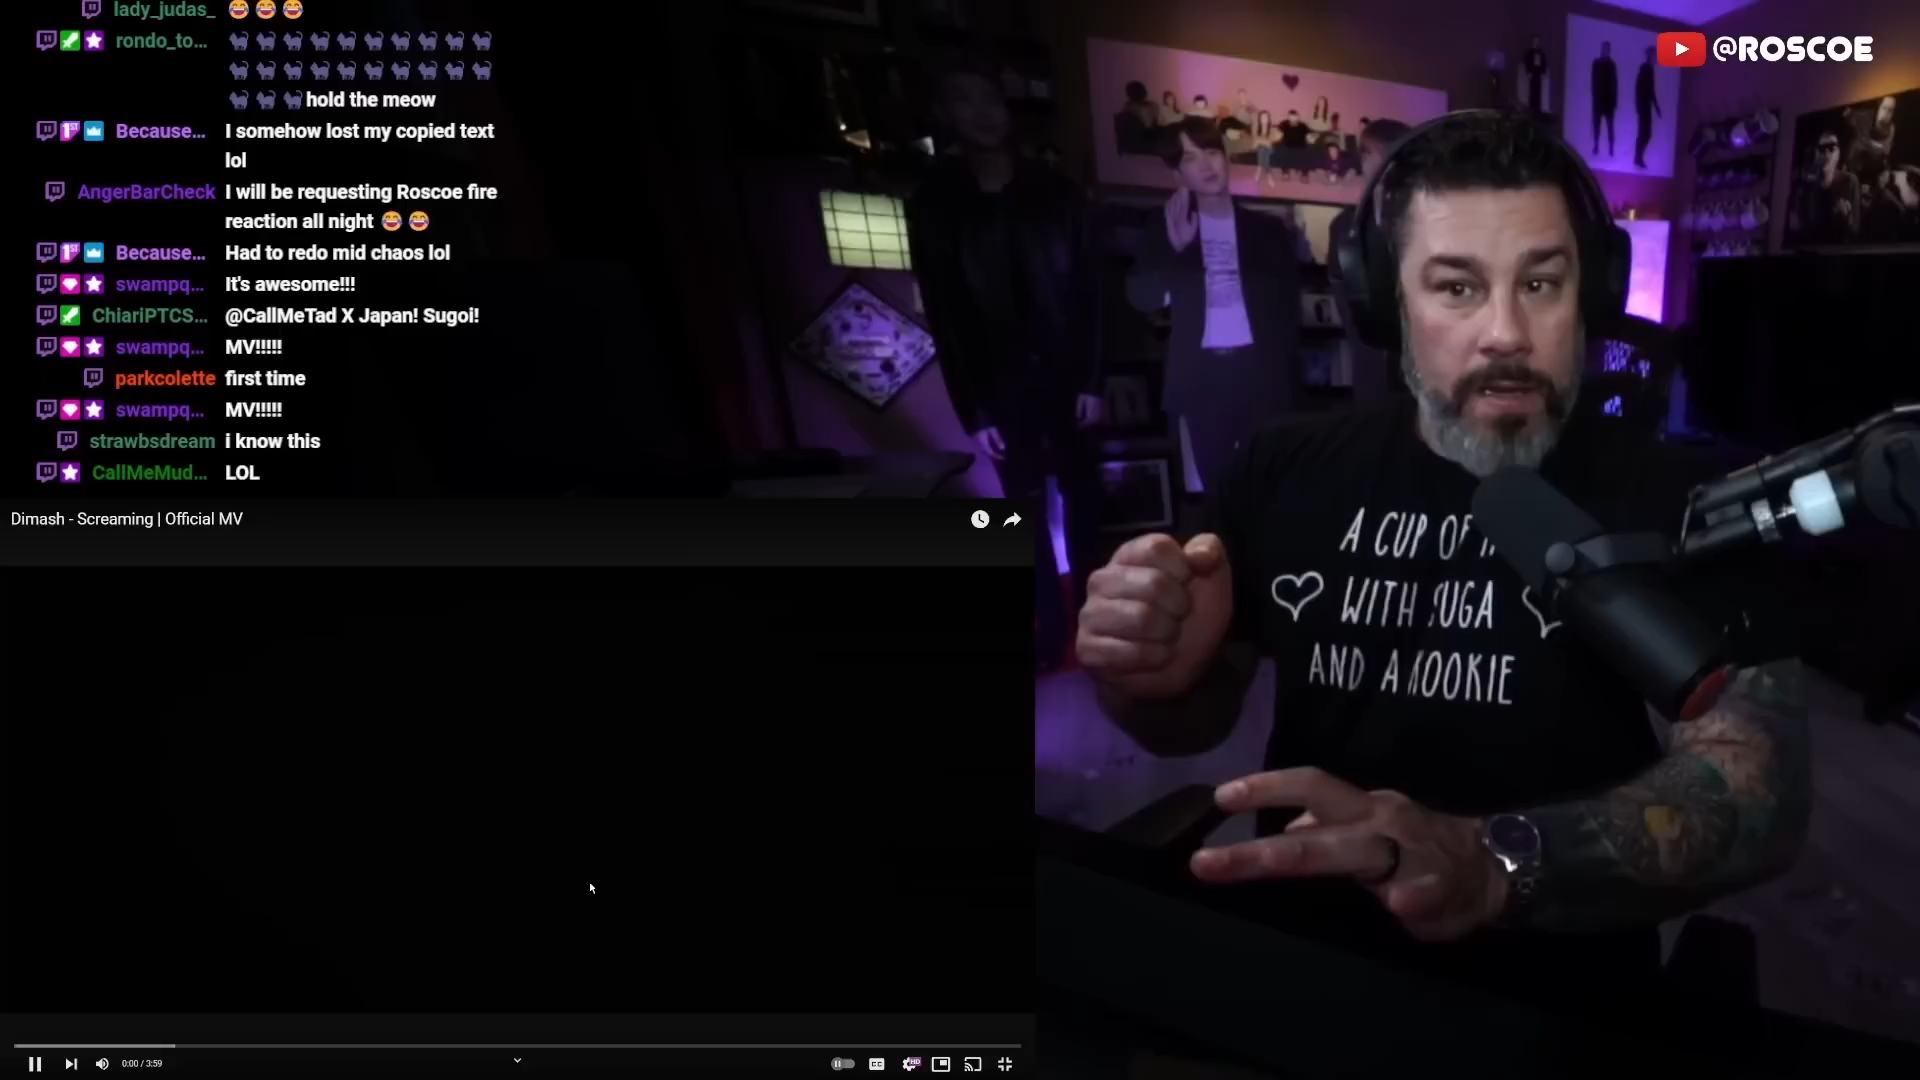 lady_judas_ 😂😂😂
@ROSCOE
rondo_to... 🐈‍⬛🐈‍⬛🐈‍⬛🐈‍⬛🐈‍⬛🐈‍⬛🐈‍⬛🐈‍⬛🐈‍⬛🐈‍⬛
🐈‍⬛🐈‍⬛🐈‍⬛🐈‍⬛🐈‍⬛🐈‍⬛🐈‍⬛🐈‍⬛🐈‍⬛🐈‍⬛
🐈‍⬛🐈‍⬛🐈‍⬛hold the meow
Because... I somehow lost my copied text
lol
AngerBarCheck I will be requesting Roscoe fire
reaction all night 😂😂
Because... Had to redo mid chaos lol
swampq... It's awesome!!!
ChiariPTCS... @CallMeTad X Japan! Sugoi!
swampq... MV!!!!!
parkcolette first time
swampq... MV!!!!!
strawbsdream i know this
CallMeMud... LOL
Dimash - Screaming | Official MV
A CUP OF
WITH SUGA
AND A KOOKIE
0:00 / 3:59
CC
HD